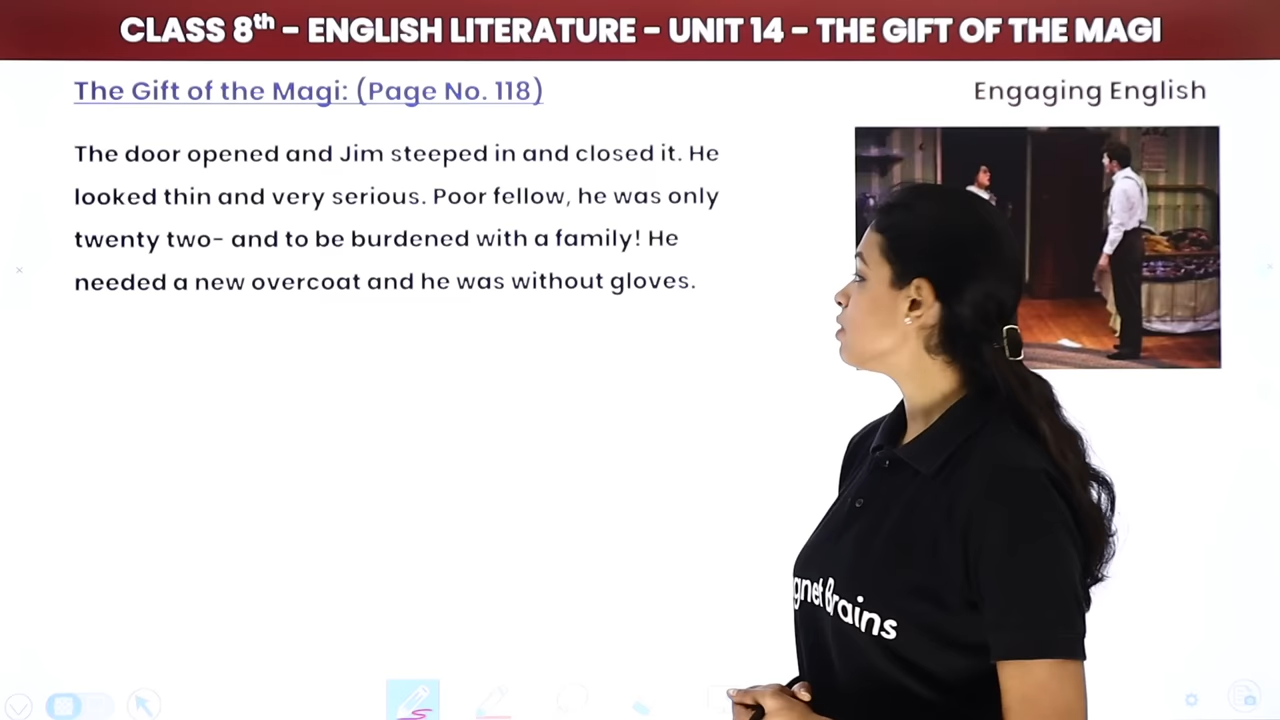 CLASS 8th - ENGLISH LITERATURE - UNIT 14 - THE GIFT OF THE MAGI
The Gift of the Magi: (Page No. 118)
Engaging English
The door opened and Jim steeped in and closed it. He
looked thin and very serious. Poor fellow, he was only
twenty two- and to be burdened with a family! He
needed a new overcoat and he was without gloves.
gnet Brains